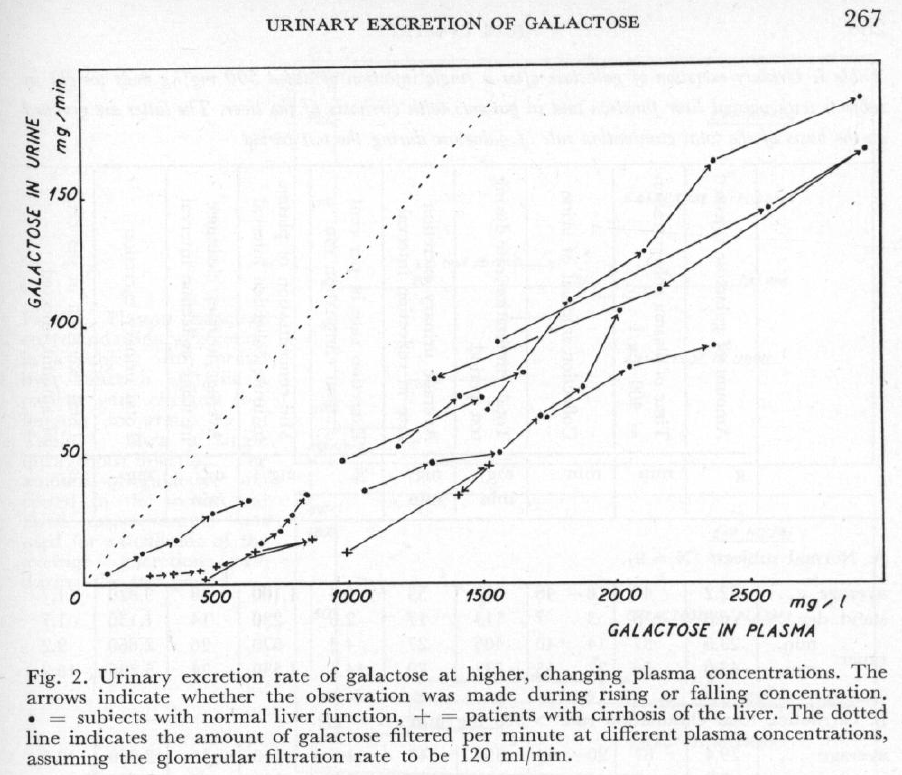 URINARY EXCRETION OF GALACTOSE 267
GALACTOSE IN URINE
mg/min
150
100
50
0 500 1000 1500 2000 2500 mg/l
GALACTOSE IN PLASMA
Fig. 2. Urinary excretion rate of galactose at higher, changing plasma concentrations. The
arrows indicate whether the observation was made during rising or falling concentration.
• = subjects with normal liver function, + = patients with cirrhosis of the liver. The dotted
line indicates the amount of galactose filtered per minute at different plasma concentrations,
assuming the glomerular filtration rate to be 120 ml/min.